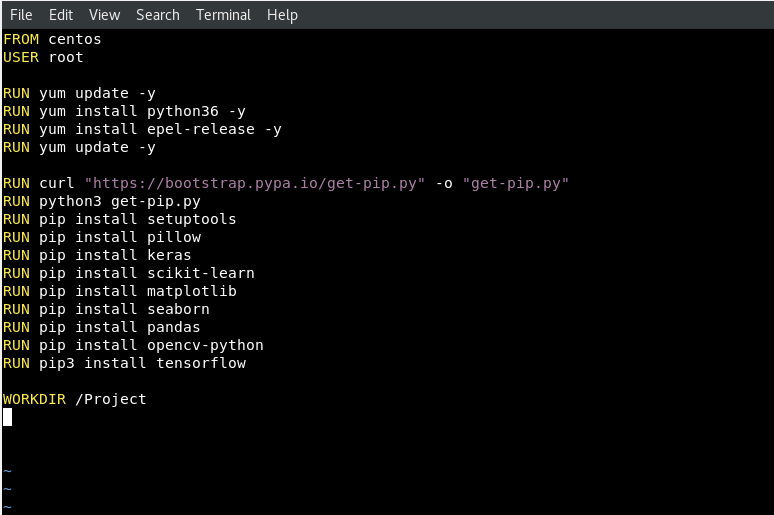 File Edit View Search Terminal Help
FROM centos
USER root
RUN yum update -y
RUN yum install python36 -y
RUN yum install epel-release -y
RUN yum update -y
RUN curl "https://bootstrap.pypa.io/get-pip.py" -o "get-pip.py"
RUN python3 get-pip.py
RUN pip install setuptools
RUN pip install pillow
RUN pip install keras
RUN pip install scikit-learn
RUN pip install matplotlib
RUN pip install seaborn
RUN pip install pandas
RUN pip install opencv-python
RUN pip3 install tensorflow
WORKDIR /Project
~
~
~